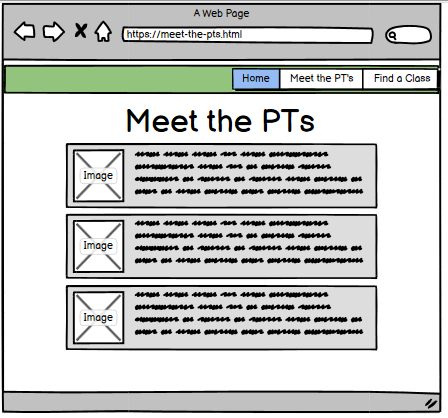 A Web Page
https://meet-the-pts.html
Home Meet the PT's Find a Class
Meet the PTs
Image
Image
Image